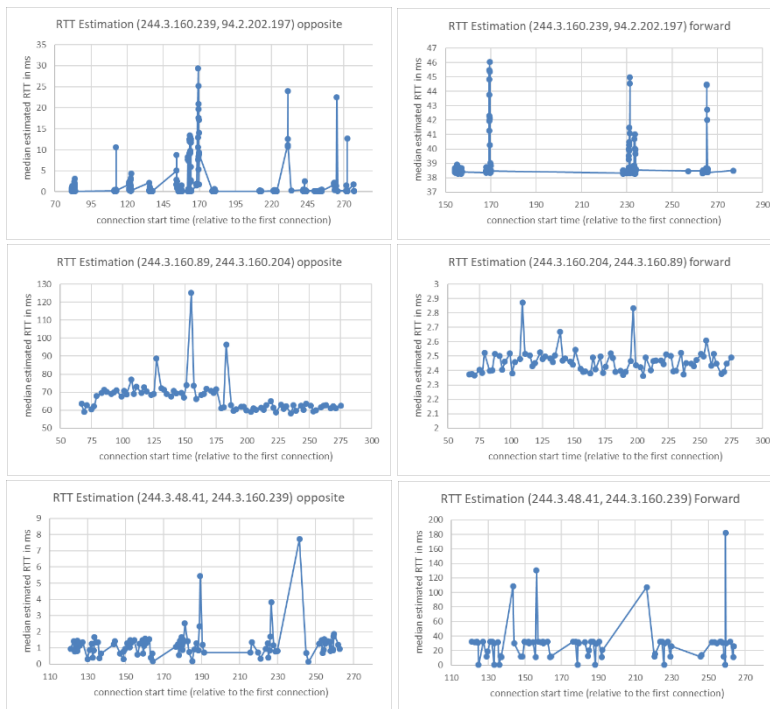 RTT Estimation (244.3.160.239, 94.2.202.197) opposite
median estimated RTT in ms
35
30
25
20
15
10
5
0
70 95 120 145 170 195 220 245 270
connection start time (relative to the first connection)
RTT Estimation (244.3.160.239, 94.2.202.197) forward
median estimated RTT in ms
47
46
45
44
43
42
41
40
39
38
37
150 170 190 210 230 250 270 290
connection start time (relative to the first connection)
RTT Estimation (244.3.160.89, 244.3.160.204) opposite
median estimated RTT in ms
130
120
110
100
90
80
70
60
50
50 75 100 125 150 175 200 225 250 275 300
connection start time (relative to the first connection)
RTT Estimation (244.3.160.204, 244.3.160.89) forward
median estimated RTT in ms
3
2.9
2.8
2.7
2.6
2.5
2.4
2.3
2.2
2.1
2
50 75 100 125 150 175 200 225 250 275 300
connection start time (relative to the first connection)
RTT Estimation (244.3.48.41, 244.3.160.239) opposite
median estimated RTT in ms
9
8
7
6
5
4
3
2
1
0
110 130 150 170 190 210 230 250 270
connection start time (relative to the first connection)
RTT Estimation (244.3.48.41, 244.3.160.239) Forward
median estimated RTT in ms
200
180
160
140
120
100
80
60
40
20
0
110 130 150 170 190 210 230 250 270
connection start time (relative to the first connection)